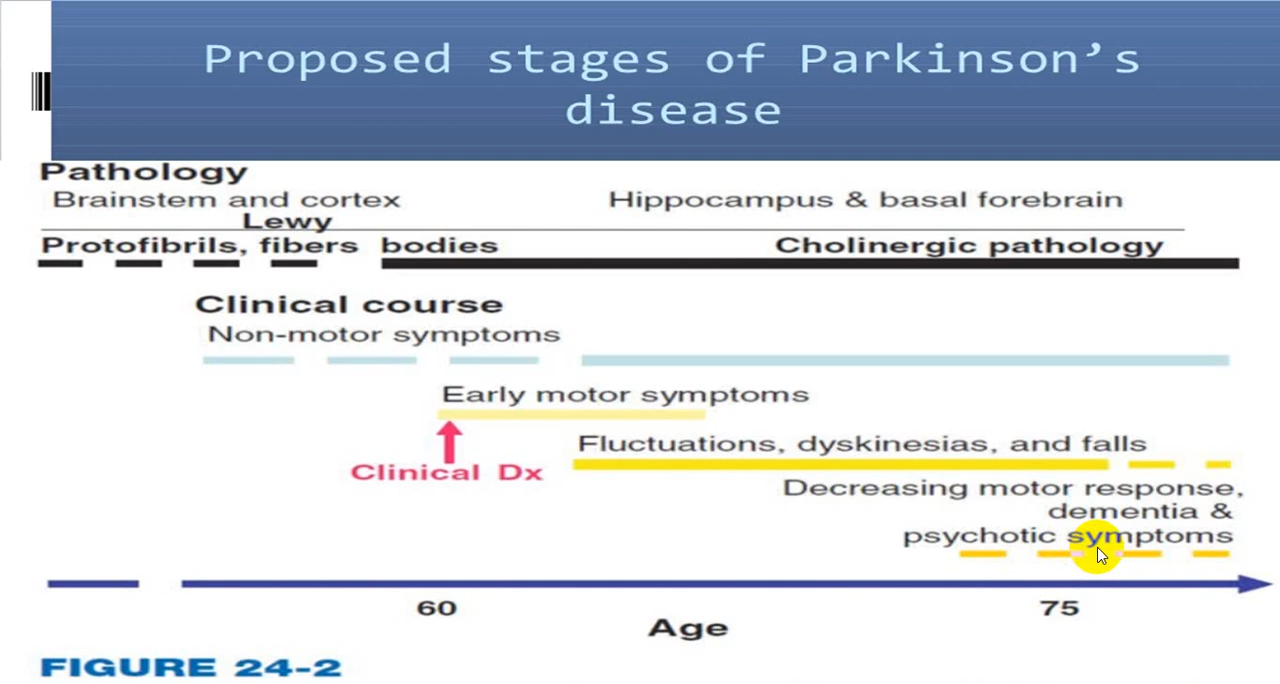 Proposed stages of Parkinson’s
disease
Pathology
Brainstem and cortex
Hippocampus & basal forebrain
Lewy
Protofibrils, fibers bodies
Cholinergic pathology
Clinical course
Non-motor symptoms
Early motor symptoms
Clinical Dx
Fluctuations, dyskinesias, and falls
Decreasing motor response,
dementia &
psychotic symptoms
60
75
Age
FIGURE 24-2